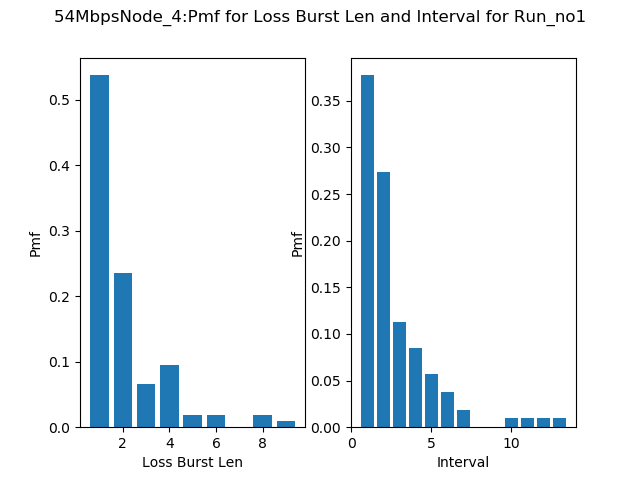 54MbpsNode_4:Pmf for Loss Burst Len and Interval for Run_no1
0.5
0.4
0.3
0.2
0.1
0.0
Pmf
2 4 6 8
Loss Burst Len
0.35
0.30
0.25
0.20
0.15
0.10
0.05
0.00
Pmf
0 5 10
Interval